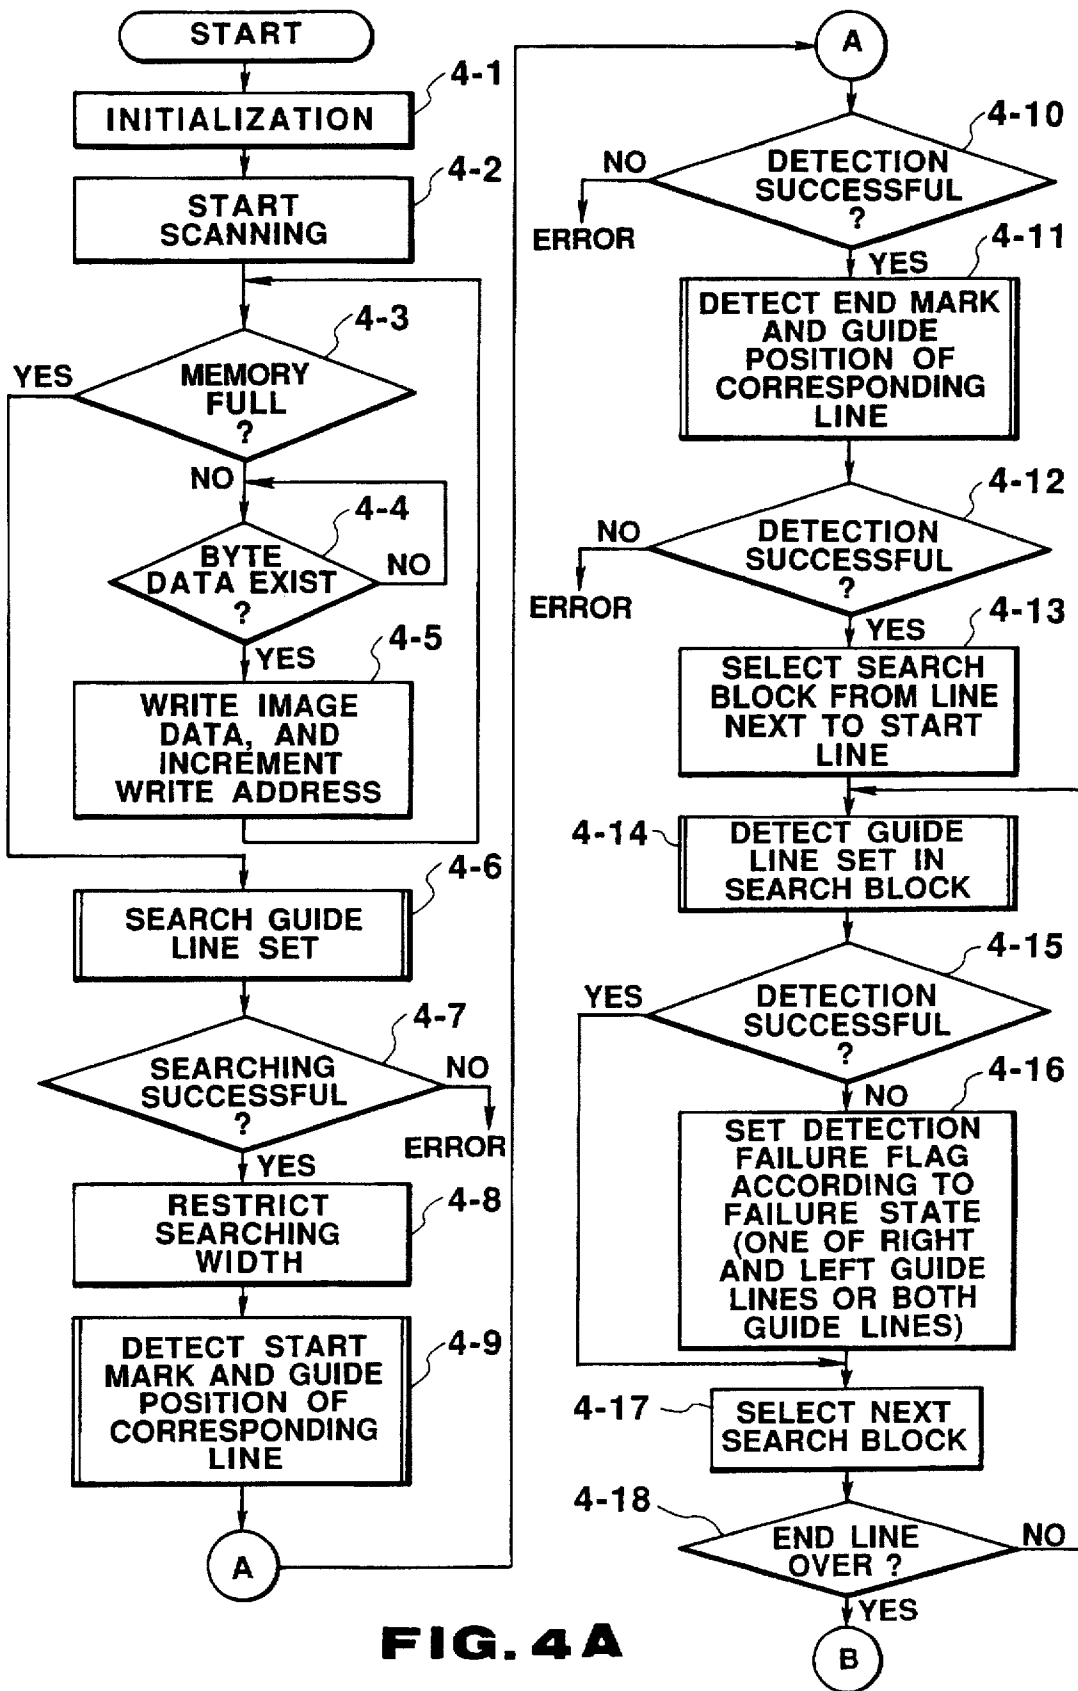 START
4-1
INITIALIZATION
4-2
START
SCANNING
4-3
YES
MEMORY
FULL
?
NO
4-4
BYTE
DATA EXIST
?
NO
4-5
YES
WRITE IMAGE
DATA, AND
INCREMENT
WRITE ADDRESS
4-6
SEARCH GUIDE
LINE SET
4-7
SEARCHING
SUCCESSFUL
?
NO
ERROR
YES
4-8
RESTRICT
SEARCHING
WIDTH
4-9
DETECT START
MARK AND GUIDE
POSITION OF
CORRESPONDING
LINE
A
A
4-10
NO
DETECTION
SUCCESSFUL
?
ERROR
4-11
YES
DETECT END MARK
AND GUIDE
POSITION OF
CORRESPONDING
LINE
4-12
NO
DETECTION
SUCCESSFUL
?
ERROR
4-13
YES
SELECT SEARCH
BLOCK FROM LINE
NEXT TO START
LINE
4-14
DETECT GUIDE
LINE SET IN
SEARCH BLOCK
4-15
YES
DETECTION
SUCCESSFUL
?
4-16
NO
SET DETECTION
FAILURE FLAG
ACCORDING TO
FAILURE STATE
(ONE OF RIGHT
AND LEFT GUIDE
LINES OR BOTH
GUIDE LINES)
4-17
SELECT NEXT
SEARCH BLOCK
4-18
END LINE
OVER ?
NO
YES
B
FIG. 4A